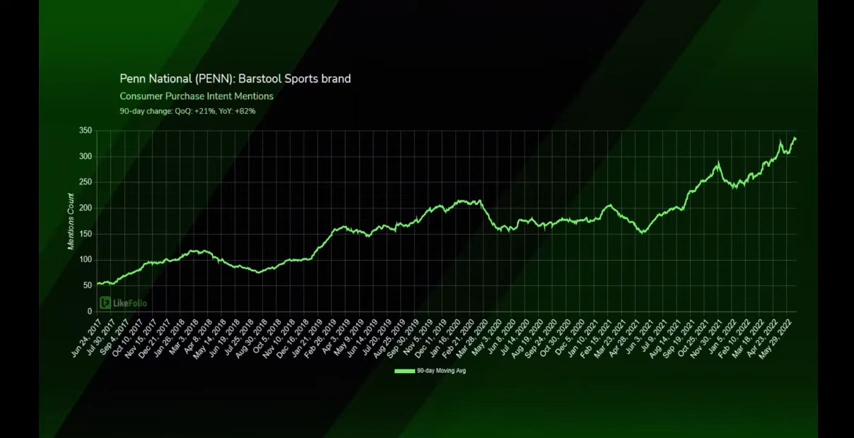 Penn National (PENN): Barstool Sports brand
Consumer Purchase Intent Mentions
90-day change: QoQ: +21%, YoY: +82%
350
300
250
200
150
100
50
0
Mentions Count
LikeFolio
Jun 24, 2017
Jul 30, 2017
Sep 4, 2017
Oct 10, 2017
Nov 15, 2017
Dec 21, 2017
Jan 26, 2018
Mar 3, 2018
Apr 8, 2018
May 14, 2018
Jun 19, 2018
Jul 25, 2018
Aug 30, 2018
Oct 5, 2018
Nov 10, 2018
Dec 16, 2018
Jan 21, 2019
Feb 26, 2019
Apr 3, 2019
May 9, 2019
Jun 14, 2019
Jul 20, 2019
Aug 25, 2019
Sep 30, 2019
Nov 5, 2019
Dec 11, 2019
Jan 16, 2020
Feb 21, 2020
Mar 28, 2020
May 3, 2020
Jun 8, 2020
Jul 14, 2020
Aug 19, 2020
Sep 24, 2020
Oct 30, 2020
Dec 5, 2020
Jan 10, 2021
Feb 15, 2021
Mar 23, 2021
Apr 28, 2021
Jun 3, 2021
Jul 9, 2021
Aug 14, 2021
Sep 19, 2021
Oct 25, 2021
Nov 30, 2021
Jan 5, 2022
Feb 10, 2022
Mar 18, 2022
Apr 23, 2022
May 29, 2022
90-day Moving Avg